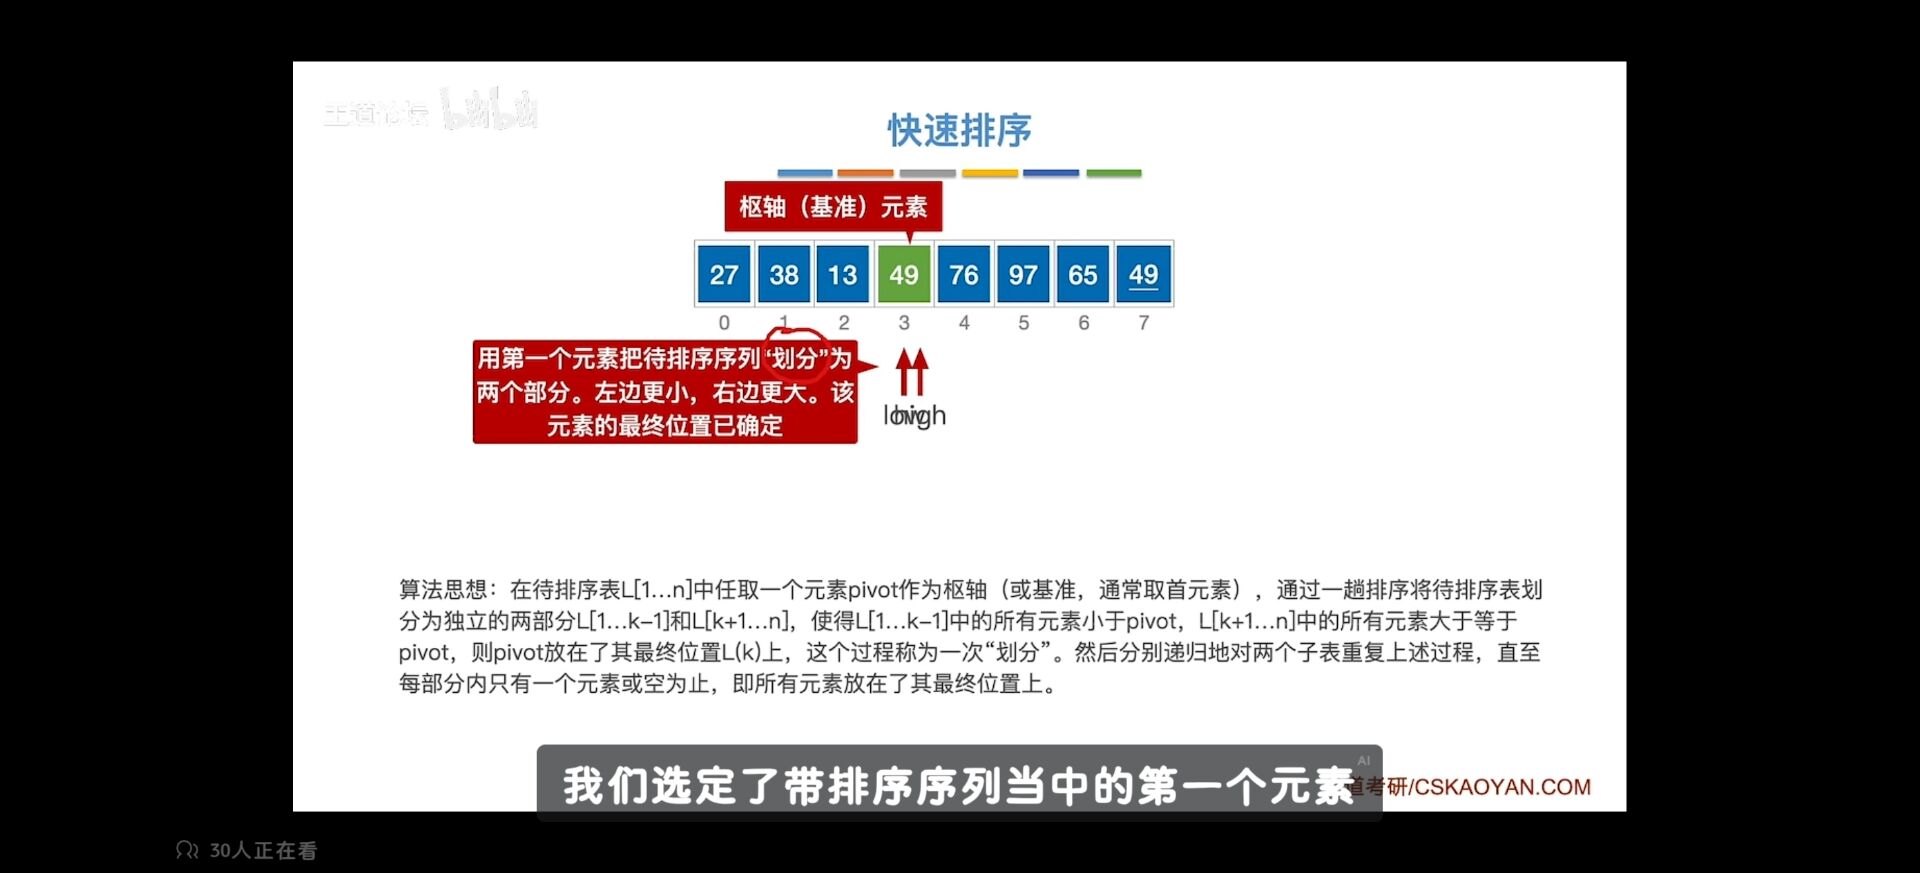 王道论坛 bilibili
快速排序
枢轴（基准）元素
27 38 13 49 76 97 65 49
0 1 2 3 4 5 6 7
用第一个元素把待排序序列“划分”为
两个部分。左边更小，右边更大。该
元素的最终位置已确定
low high
算法思想：在待排序表L[1…n]中任取一个元素pivot作为枢轴（或基准，通常取首元素），通过一趟排序将待排序表划
分为独立的两部分L[1…k-1]和L[k+1…n]，使得L[1…k-1]中的所有元素小于pivot，L[k+1…n]中的所有元素大于等于
pivot，则pivot放在了其最终位置L(k)上，这个过程称为一次“划分”。然后分别递归地对两个子表重复上述过程，直至
每部分内只有一个元素或空为止，即所有元素放在了其最终位置上。
AI
我们选定了带排序序列当中的第一个元素
道考研/CSKAOYAN.COM
30人正在看